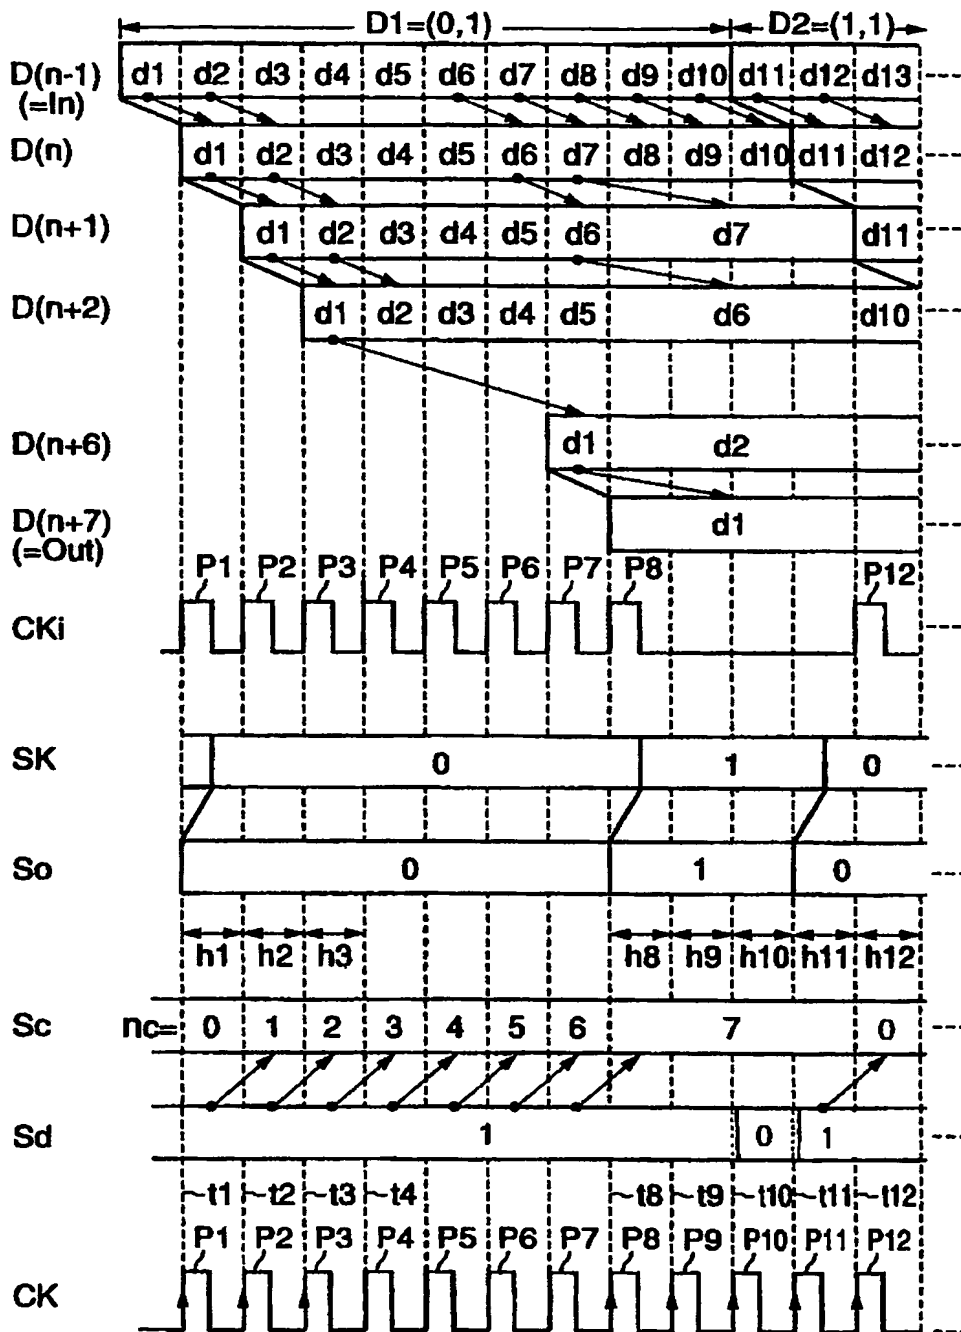 D1=(0,1) D2=(1,1)
D(n-1) d1 d2 d3 d4 d5 d6 d7 d8 d9 d10 d11 d12 d13
(=In)
D(n) d1 d2 d3 d4 d5 d6 d7 d8 d9 d10 d11 d12
D(n+1) d1 d2 d3 d4 d5 d6 d7 d11
D(n+2) d1 d2 d3 d4 d5 d6 d10
D(n+6) d1 d2
D(n+7) d1
(=Out)
P1 P2 P3 P4 P5 P6 P7 P8 P12
CKi
SK 0 1 0
So 0 1 0
h1 h2 h3 h8 h9 h10 h11 h12
Sc nc= 0 1 2 3 4 5 6 7 0
Sd 1 0 1
~t1 ~t2 ~t3 ~t4 ~t8 ~t9 ~t10 ~t11 ~t12
P1 P2 P3 P4 P5 P6 P7 P8 P9 P10 P11 P12
CK